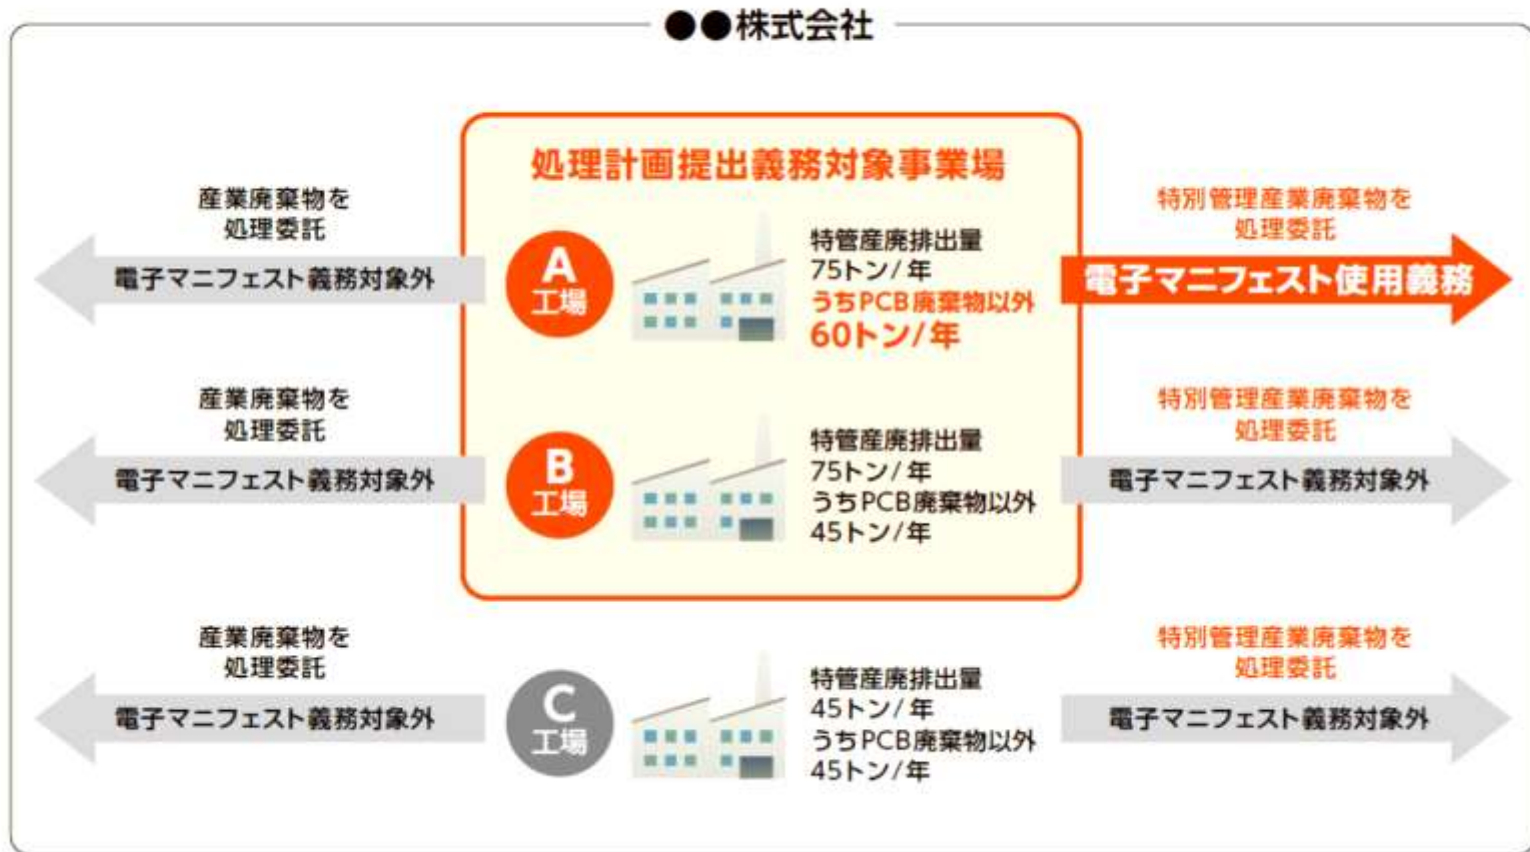 ●●株式会社
処理計画提出義務対象事業場
産業廃棄物を
処理委託
電子マニフェスト義務対象外
A
工場
特管産廃排出量
75トン/年
うちPCB廃棄物以外
60トン/年
特別管理産業廃棄物を
処理委託
電子マニフェスト使用義務
産業廃棄物を
処理委託
電子マニフェスト義務対象外
B
工場
特管産廃排出量
75トン/年
うちPCB廃棄物以外
45トン/年
特別管理産業廃棄物を
処理委託
電子マニフェスト義務対象外
産業廃棄物を
処理委託
電子マニフェスト義務対象外
C
工場
特管産廃排出量
45トン/年
うちPCB廃棄物以外
45トン/年
特別管理産業廃棄物を
処理委託
電子マニフェスト義務対象外